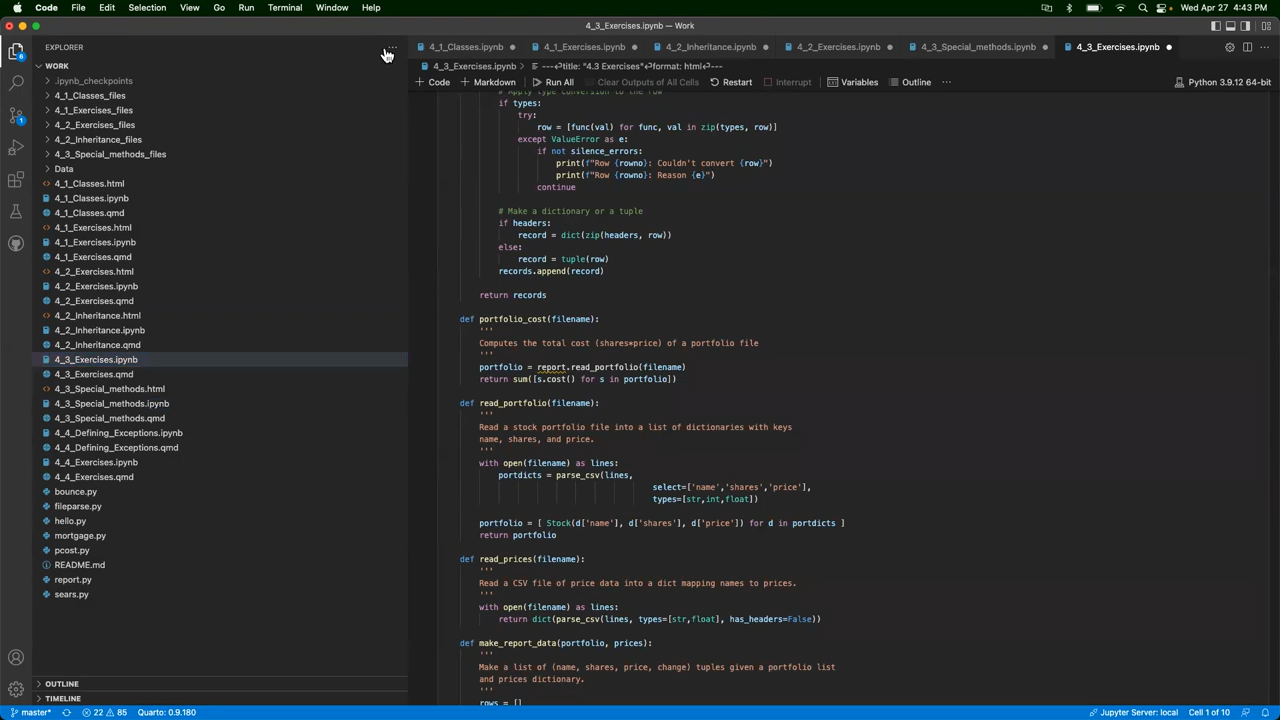 Code File Edit Selection View Go Run Terminal Window Help Wed Apr 27 4:43 PM
4_3_Exercises.ipynb — Work
EXPLORER
4_1_Classes.ipynb 4_1_Exercises.ipynb 4_2_Inheritance.ipynb 4_2_Exercises.ipynb 4_3_Special_methods.ipynb 4_3_Exercises.ipynb
WORK
.ipynb_checkpoints
4_1_Classes_files
4_1_Exercises_files
4_2_Exercises_files
4_2_Inheritance_files
4_3_Special_methods_files
Data
4_1_Classes.html
4_1_Classes.ipynb
4_1_Classes.qmd
4_1_Exercises.html
4_1_Exercises.ipynb
4_1_Exercises.qmd
4_2_Exercises.html
4_2_Exercises.ipynb
4_2_Exercises.qmd
4_2_Inheritance.html
4_2_Inheritance.ipynb
4_2_Inheritance.qmd
4_3_Exercises.ipynb
4_3_Exercises.qmd
4_3_Special_methods.html
4_3_Special_methods.ipynb
4_3_Special_methods.qmd
4_4_Defining_Exceptions.ipynb
4_4_Defining_Exceptions.qmd
4_4_Exercises.ipynb
4_4_Exercises.qmd
bounce.py
fileparse.py
hello.py
mortgage.py
pcost.py
README.md
report.py
sears.py
OUTLINE
TIMELINE
4_3_Exercises.ipynb > ---↵title: "4.3 Exercises"↵format: html↵---
+ Code + Markdown Run All Clear Outputs of All Cells Restart Interrupt Variables Outline ... Python 3.9.12 64-bit
# Apply type conversion to the row
if types:
try:
row = [func(val) for func, val in zip(types, row)]
except ValueError as e:
if not silence_errors:
print(f"Row {rowno}: Couldn't convert {row}")
print(f"Row {rowno}: Reason {e}")
continue
# Make a dictionary or a tuple
if headers:
record = dict(zip(headers, row))
else:
record = tuple(row)
records.append(record)
return records
def portfolio_cost(filename):
'''
Computes the total cost (shares*price) of a portfolio file
'''
portfolio = report.read_portfolio(filename)
return sum([s.cost() for s in portfolio])
def read_portfolio(filename):
'''
Read a stock portfolio file into a list of dictionaries with keys
name, shares, and price.
'''
with open(filename) as lines:
portdicts = parse_csv(lines,
select=['name','shares','price'],
types=[str,int,float])
portfolio = [ Stock(d['name'], d['shares'], d['price']) for d in portdicts ]
return portfolio
def read_prices(filename):
'''
Read a CSV file of price data into a dict mapping names to prices.
'''
with open(filename) as lines:
return dict(parse_csv(lines, types=[str,float], has_headers=False))
def make_report_data(portfolio, prices):
'''
Make a list of (name, shares, price, change) tuples given a portfolio list
and prices dictionary.
'''
rows = []
6
1
master* 22 85 Quarto: 0.9.180 Jupyter Server: local Cell 1 of 10